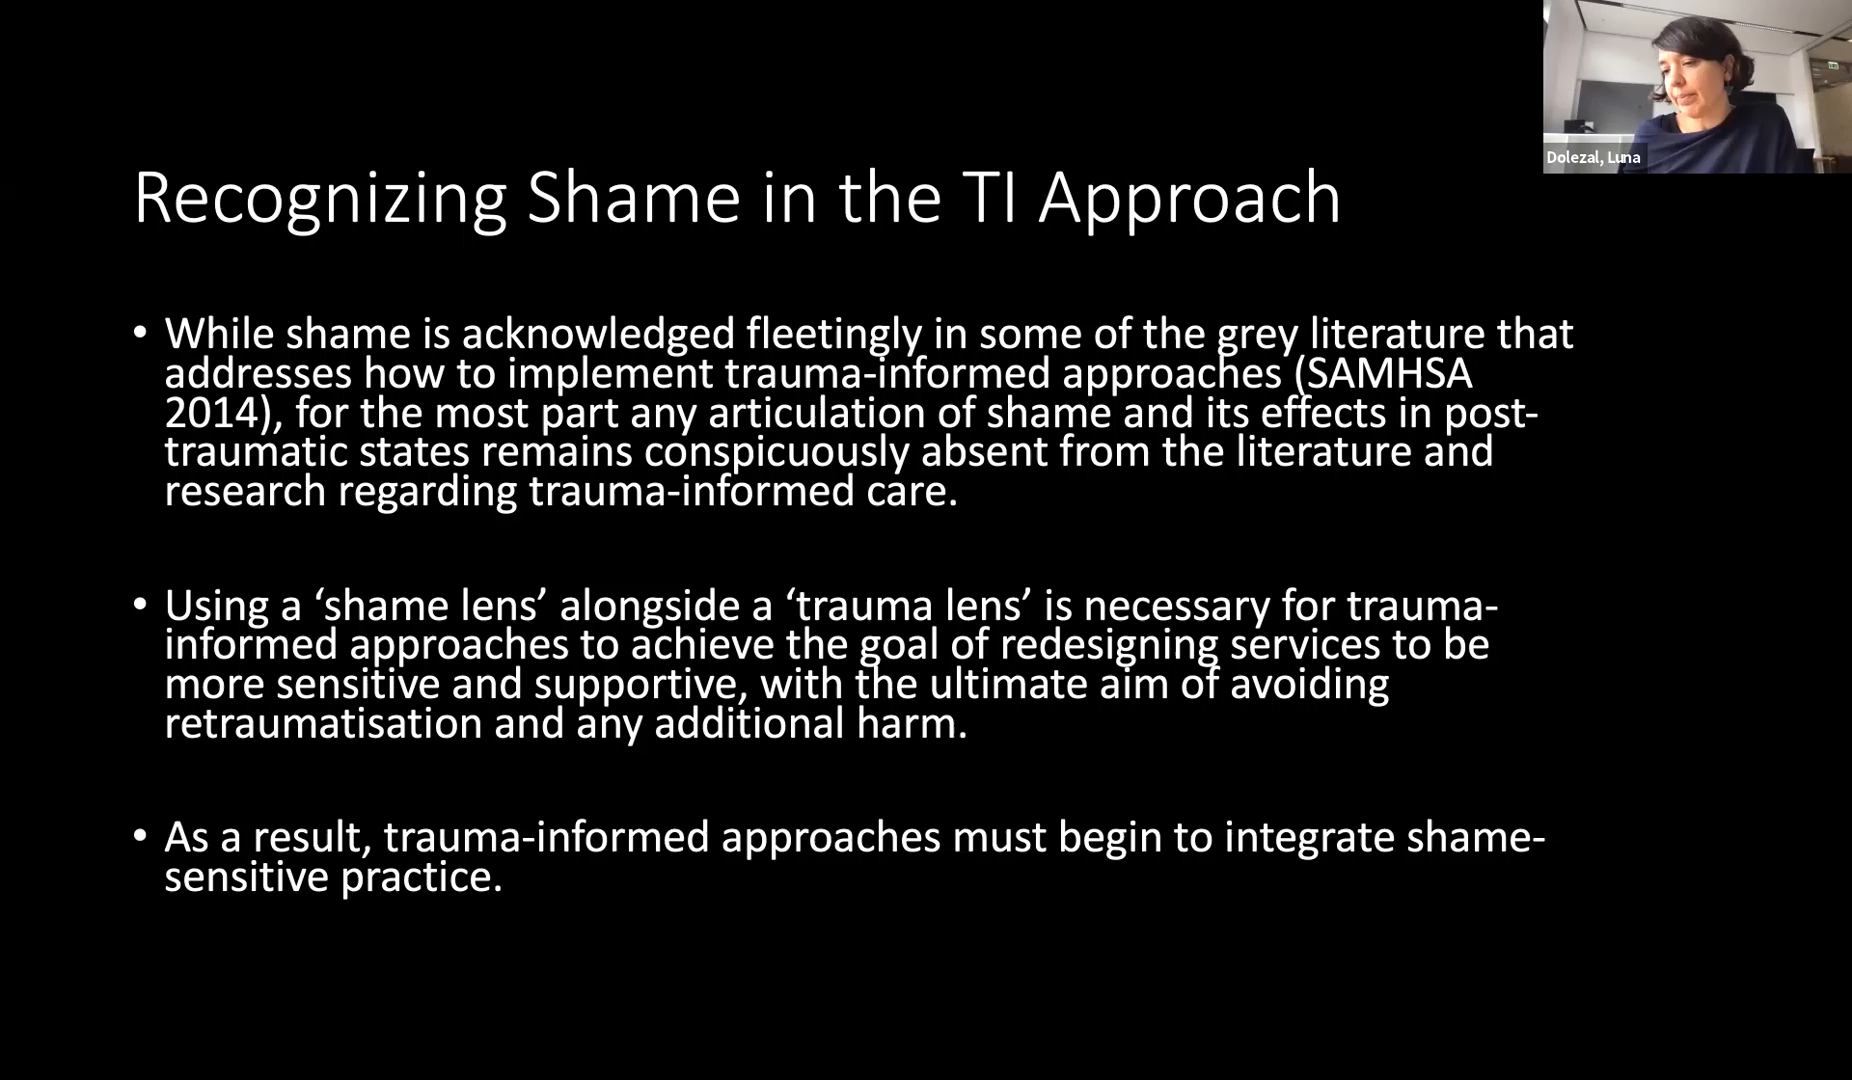 Dolezal, Luna
Recognizing Shame in the TI Approach
• While shame is acknowledged fleetingly in some of the grey literature that
addresses how to implement trauma-informed approaches (SAMHSA
2014), for the most part any articulation of shame and its effects in post-
traumatic states remains conspicuously absent from the literature and
research regarding trauma-informed care.
• Using a ‘shame lens’ alongside a ‘trauma lens’ is necessary for trauma-
informed approaches to achieve the goal of redesigning services to be
more sensitive and supportive, with the ultimate aim of avoiding
retraumatisation and any additional harm.
• As a result, trauma-informed approaches must begin to integrate shame-
sensitive practice.